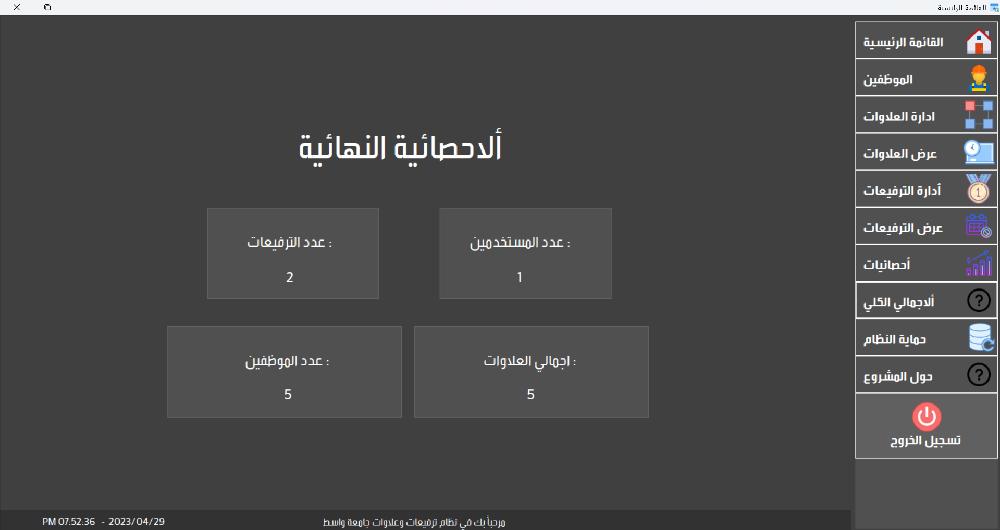 القائمة الرئيسية
القائمة الرئيسية
الموظفين
ادارة العلاوات
عرض العلاوات
أدارة الترفيعات
عرض الترفيعات
أحصائيات
ألاجمالي الكلي
حماية النظام
حول المشروع
تسجيل الخروج
ألاحصائية النهائية
عدد المستخدمين :
1
عدد الترفيعات :
2
اجمالي العلاوات :
5
عدد الموظفين :
5
مرحبأ بك في نظام ترفيعات وعلاوات جامعة واسط
PM 07:52:36 - 2023/04/29